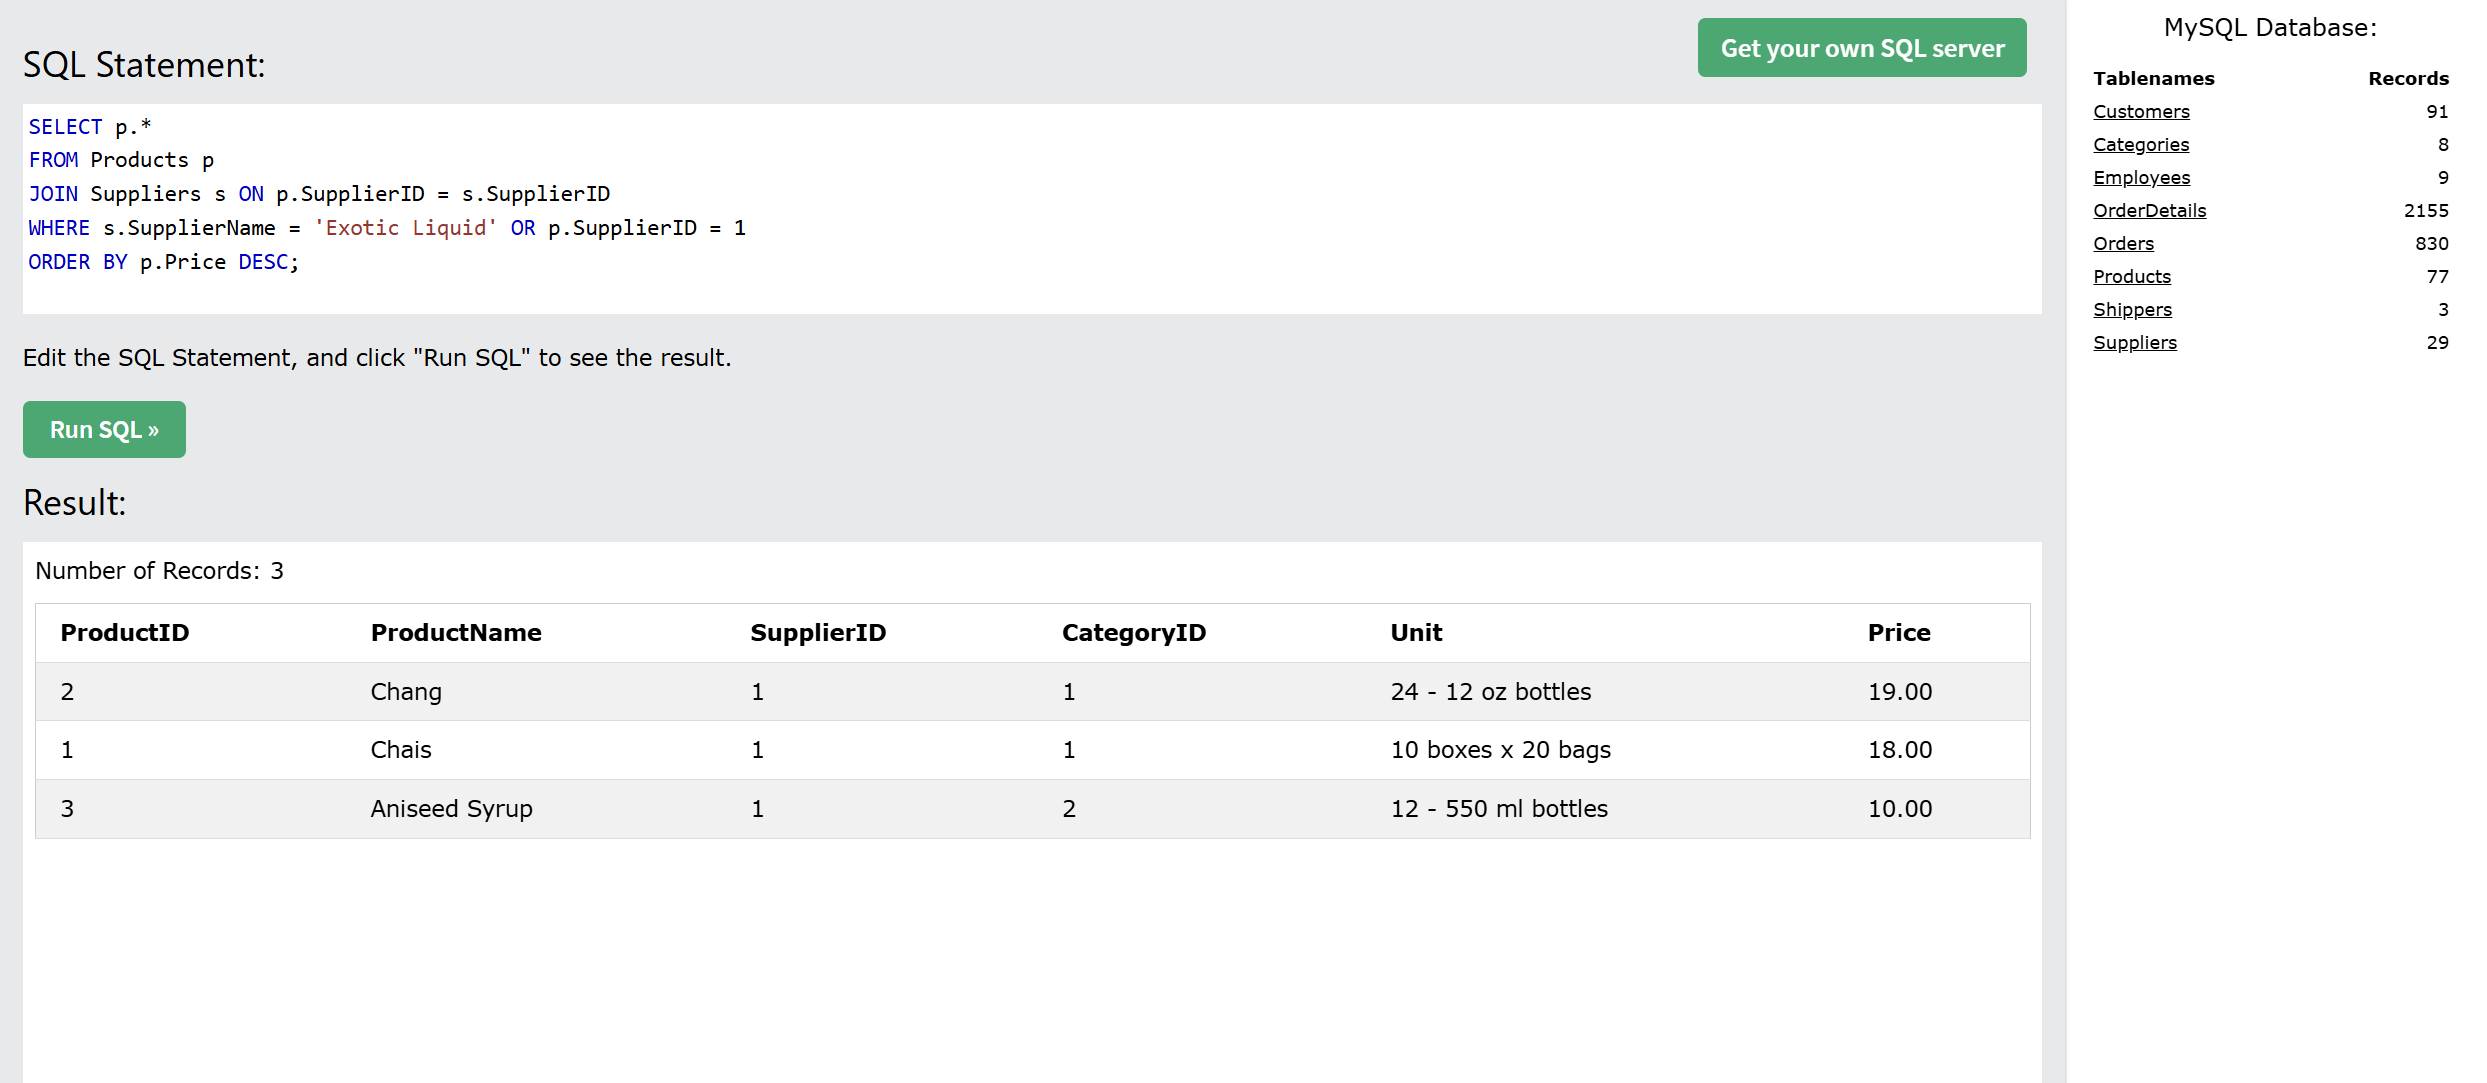 SQL Statement:
Get your own SQL server
SELECT p.*
FROM Products p
JOIN Suppliers s ON p.SupplierID = s.SupplierID
WHERE s.SupplierName = 'Exotic Liquid' OR p.SupplierID = 1
ORDER BY p.Price DESC;
Edit the SQL Statement, and click "Run SQL" to see the result.
Run SQL »
Result:
Number of Records: 3
ProductID ProductName SupplierID CategoryID Unit Price
2 Chang 1 1 24 - 12 oz bottles 19.00
1 Chais 1 1 10 boxes x 20 bags 18.00
3 Aniseed Syrup 1 2 12 - 550 ml bottles 10.00
MySQL Database:
Tablenames Records
Customers 91
Categories 8
Employees 9
OrderDetails 2155
Orders 830
Products 77
Shippers 3
Suppliers 29